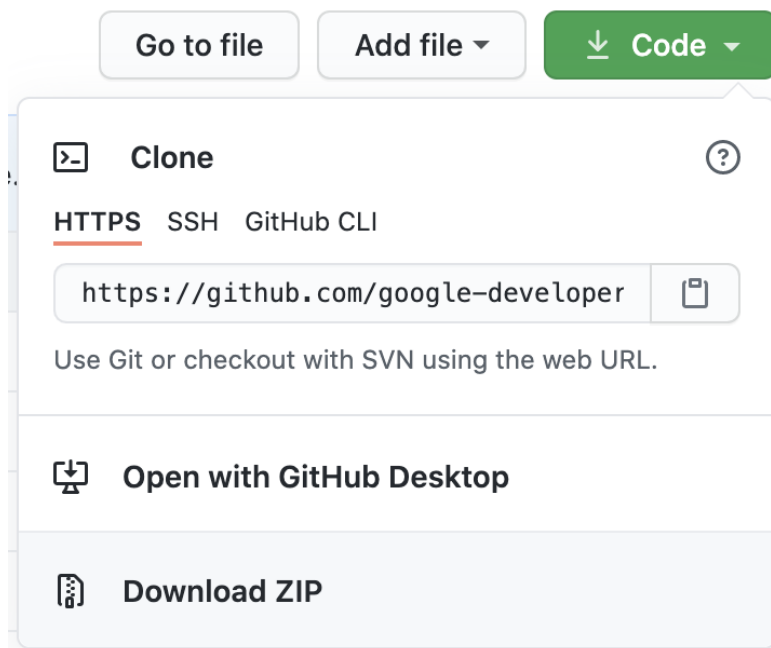 Go to file
Add file
Code
Clone
HTTPS
SSH
GitHub CLI
https://github.com/google-developer
Use Git or checkout with SVN using the web URL.
Open with GitHub Desktop
Download ZIP